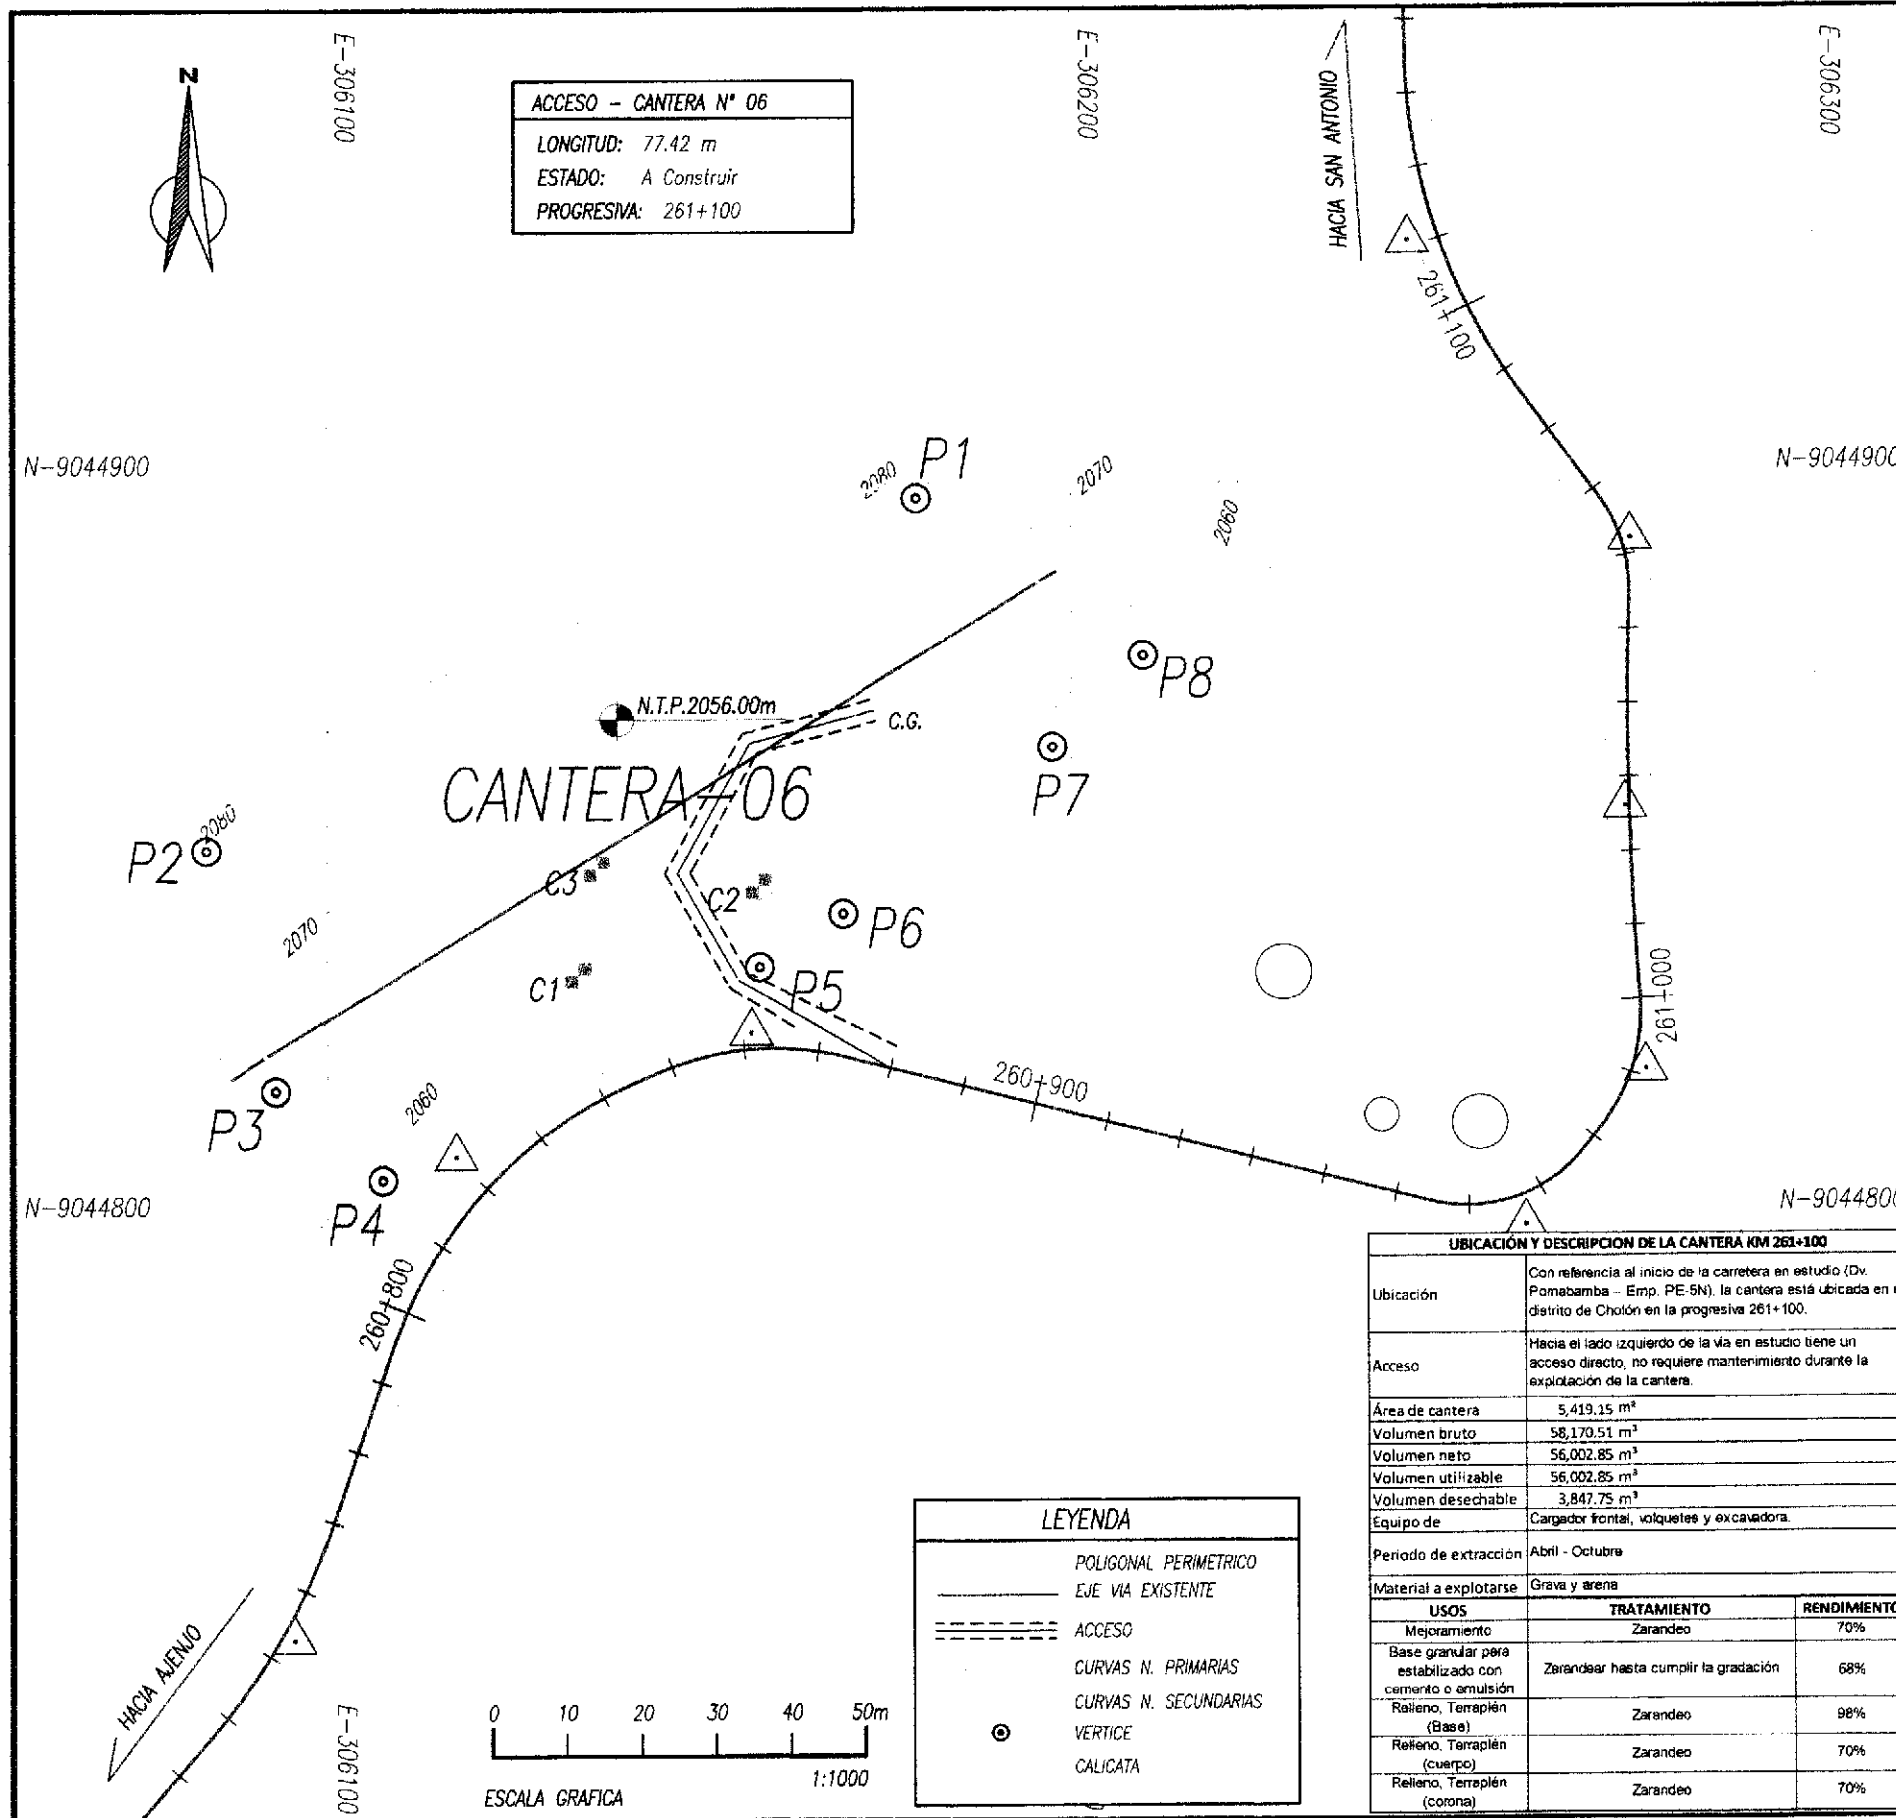 N
E-306100
E-306200
E-306300
ACCESO - CANTERA N° 06
LONGITUD: 77.42 m
ESTADO: A Construir
PROGRESIVA: 261+100
HACIA SAN ANTONIO
261+100
N-9044900
N-9044900
2080
P1
2070
2060
P8
N.T.P.2056.00m
C.G.
CANTERA-06
P7
P2
2080
C3
C2
P6
2070
C1
P5
261+000
260+900
P3
2060
P4
N-9044800
N-9044800
260+800
HACIA AJENJO
E-306100
0 10 20 30 40 50m
1:1000
ESCALA GRAFICA
LEYENDA
POLIGONAL PERIMETRICO
EJE VIA EXISTENTE
ACCESO
CURVAS N. PRIMARIAS
CURVAS N. SECUNDARIAS
VERTICE
CALICATA
UBICACIÓN Y DESCRIPCION DE LA CANTERA KM 261+100
Ubicación
Con referencia al inicio de la carretera en estudio (Dv.
Pomabamba – Emp. PE-5N), la cantera está ubicada en
distrito de Cholón en la progresiva 261+100.
Acceso
Hacia el lado izquierdo de la vía en estudio tiene un
acceso directo, no requiere mantenimiento durante la
explotación de la cantera.
Área de cantera 5,419.15 m²
Volumen bruto 58,170.51 m³
Volumen neto 56,002.85 m³
Volumen utilizable 56,002.85 m³
Volumen desechable 3,847.75 m³
Equipo de Cargador frontal, volquetes y excavadora.
Periodo de extracción Abril - Octubre
Material a explotarse Grava y arena
USOS TRATAMIENTO RENDIMIENTO
Mejoramiento Zarandeo 70%
Base granular para
estabilizado con
cemento o emulsión
Zarandear hasta cumplir la gradación 68%
Relleno, Terraplén
(Base)
Zarandeo 98%
Relleno, Terraplén
(cuerpo)
Zarandeo 70%
Relleno, Terraplén
(corona)
Zarandeo 70%